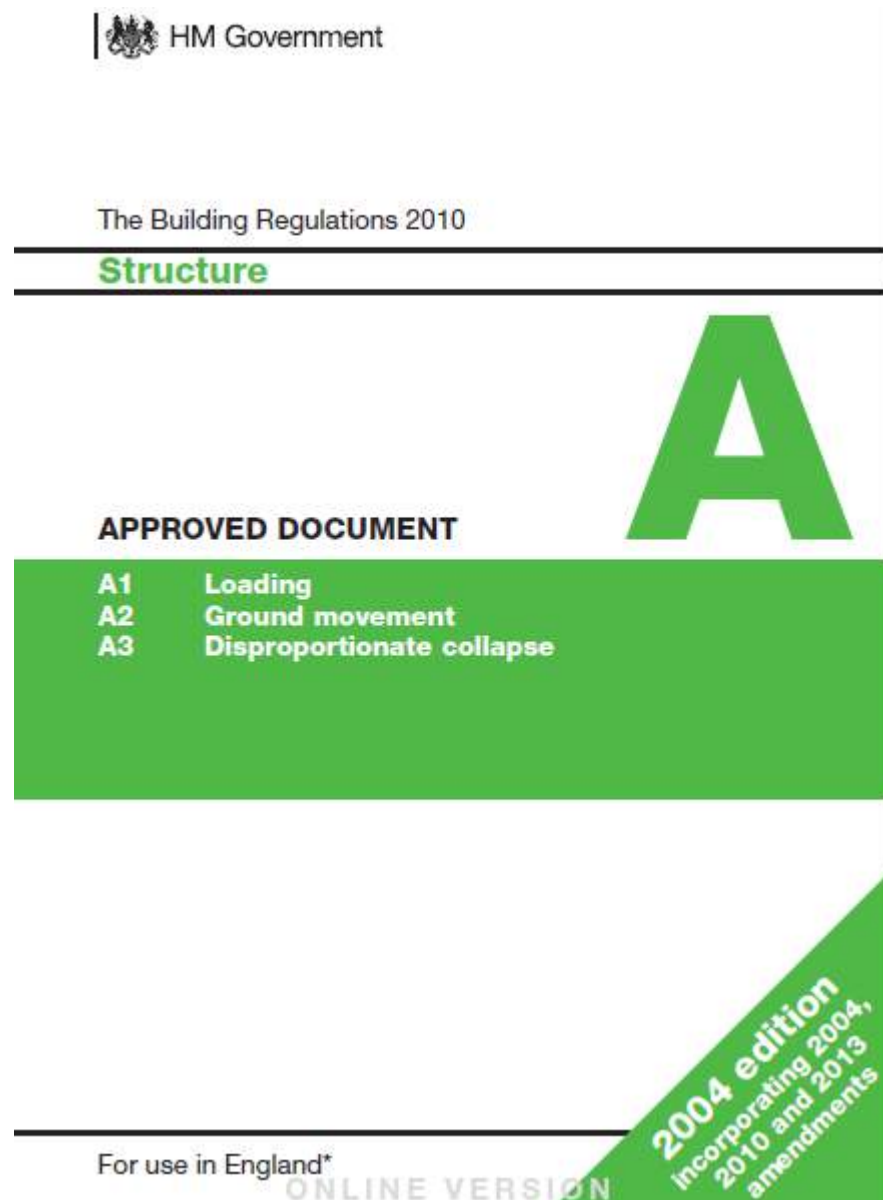 HM Government
The Building Regulations 2010
Structure
A
APPROVED DOCUMENT
A1 Loading
A2 Ground movement
A3 Disproportionate collapse
2004 edition
incorporating 2004,
2010 and 2013
amendments
For use in England*
ONLINE VERSION